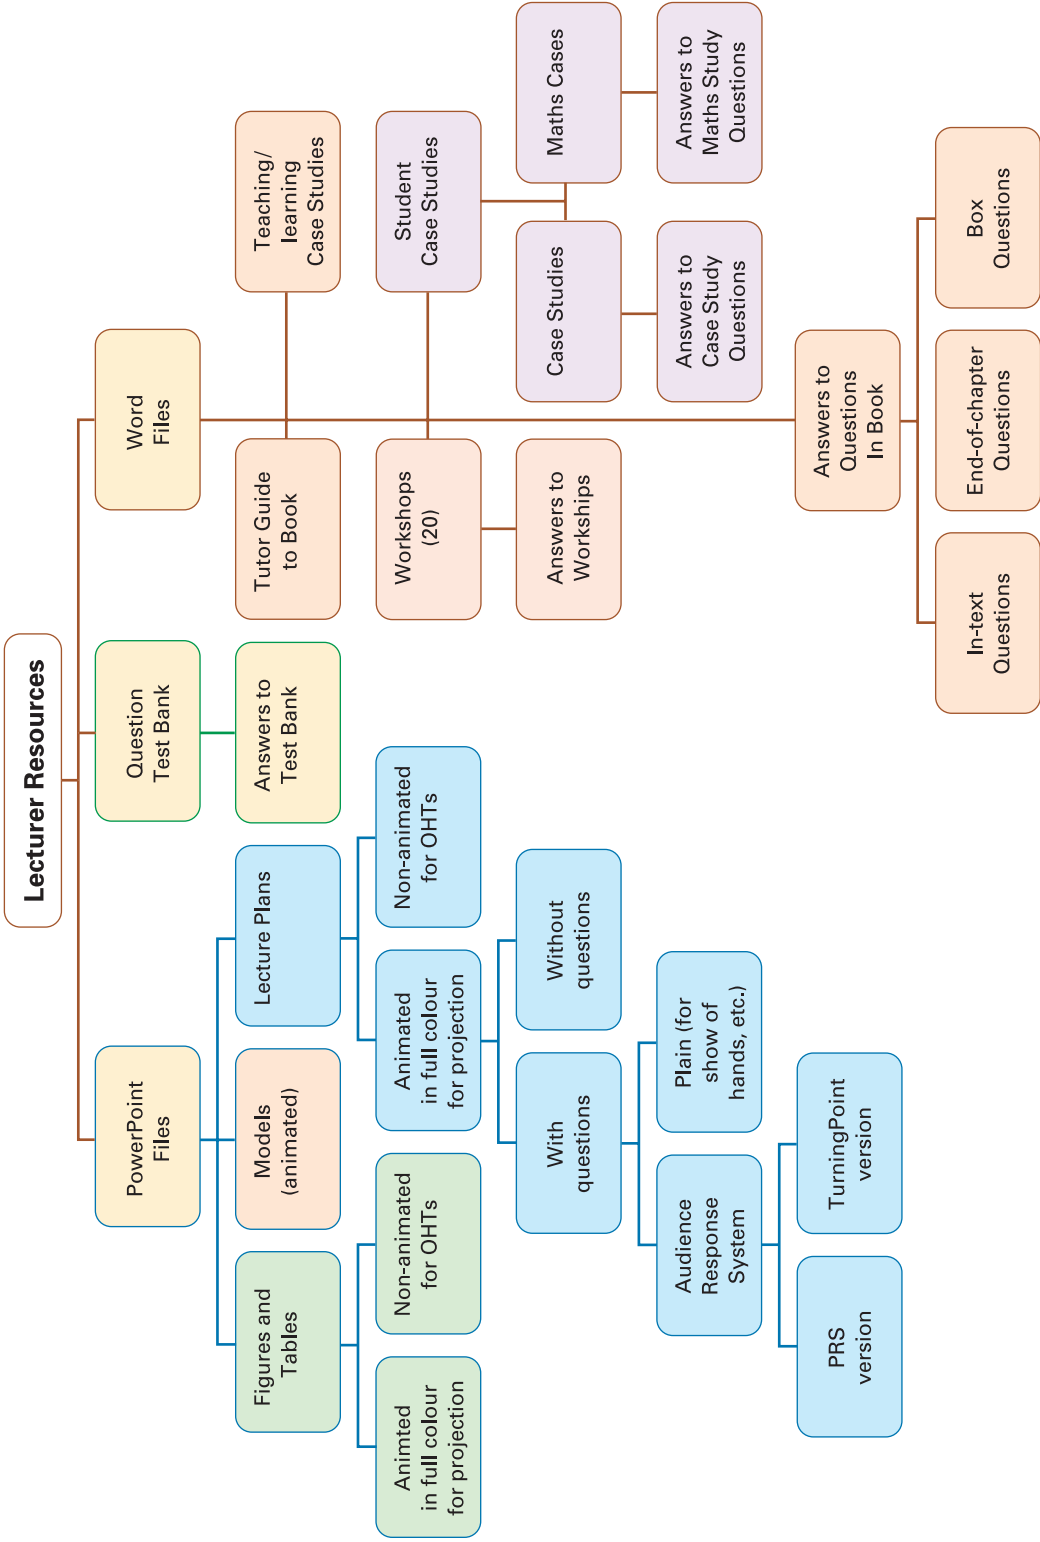 Lecturer Resources
PowerPoint
Files
Question
Test Bank
Word
Files
Figures and
Tables
Models
(animated)
Lecture Plans
Answers to
Test Bank
Tutor Guide
to Book
Teaching/
learning
Case Studies
Animted
in full colour
for projection
Non-animated
for OHTs
Animated
in full colour
for projection
Non-animated
for OHTs
Workshops
(20)
Student
Case Studies
With
questions
Without
questions
Answers to
Workships
Case Studies
Maths Cases
Audience
Response
System
Plain (for
show of
hands, etc.)
Answers to
Case Study
Questions
Answers to
Maths Study
Questions
PRS
version
TurningPoint
version
Answers to
Questions
In Book
In-text
Questions
End-of-chapter
Questions
Box
Questions